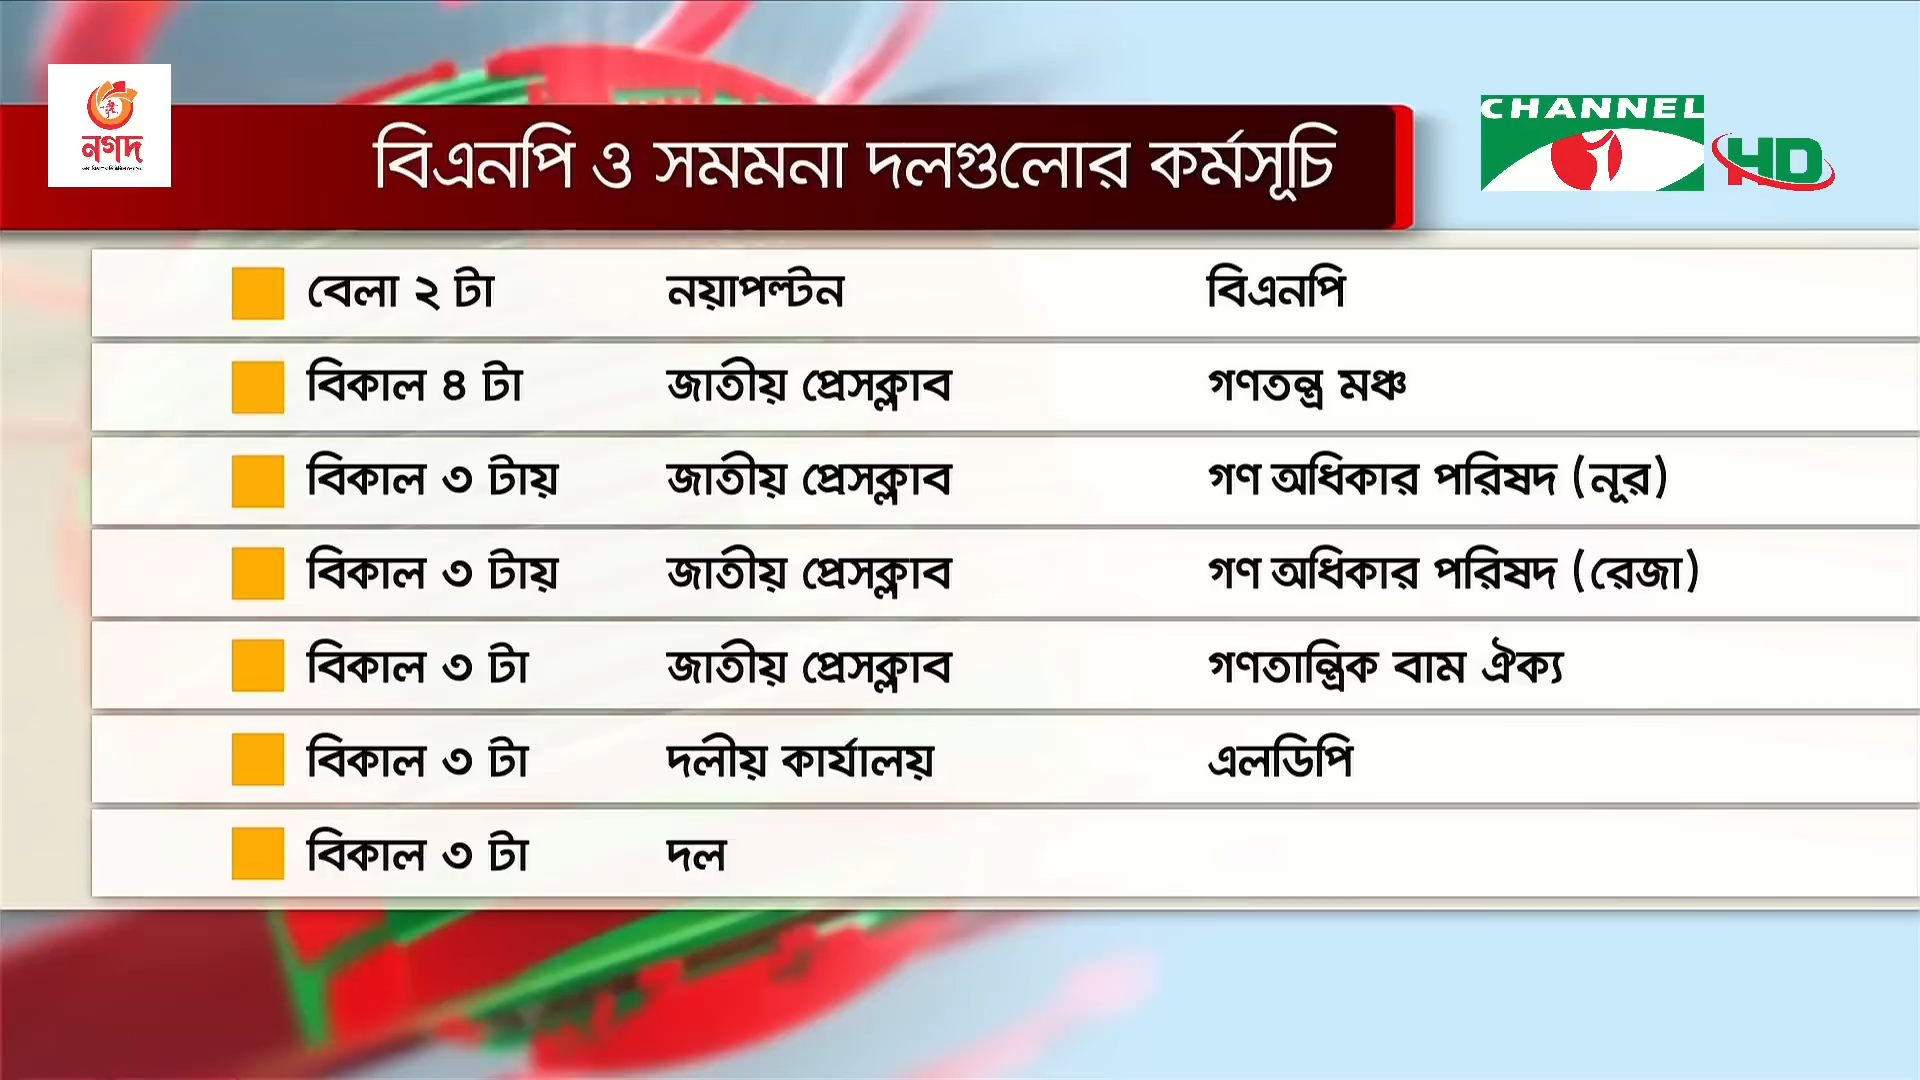 নগদ
বিএনপি ও সমমনা দলগুলোর কর্মসূচি
CHANNEL
i
HD
বেলা ২ টা নয়াপল্টন বিএনপি
বিকাল ৪ টা জাতীয় প্রেসক্লাব গণতন্ত্র মঞ্চ
বিকাল ৩ টায় জাতীয় প্রেসক্লাব গণ অধিকার পরিষদ (নূর)
বিকাল ৩ টায় জাতীয় প্রেসক্লাব গণ অধিকার পরিষদ (রেজা)
বিকাল ৩ টা জাতীয় প্রেসক্লাব গণতান্ত্রিক বাম ঐক্য
বিকাল ৩ টা দলীয় কার্যালয় এলডিপি
বিকাল ৩ টা দল